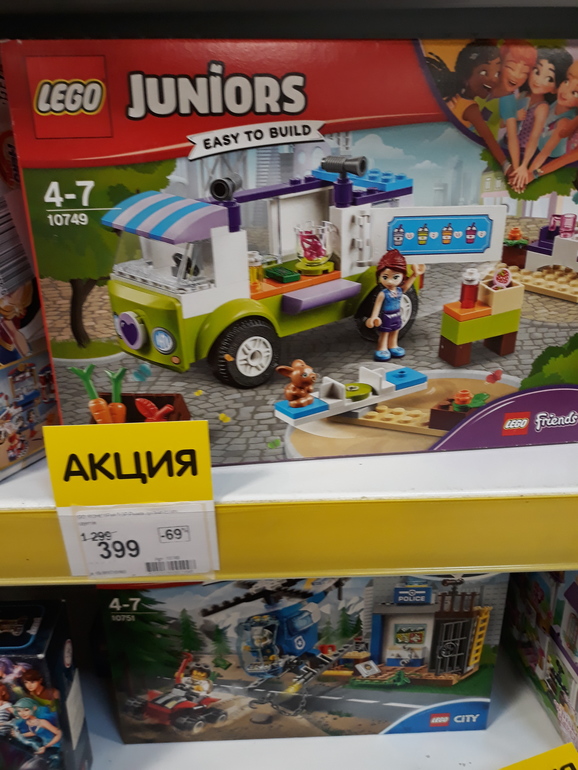 LEGO
JUNIORS
EASY TO BUILD
4-7
10749
LEGO Friends
АКЦИЯ
1 299
399
-69%
4-7
10751
POLICE
LEGO CITY